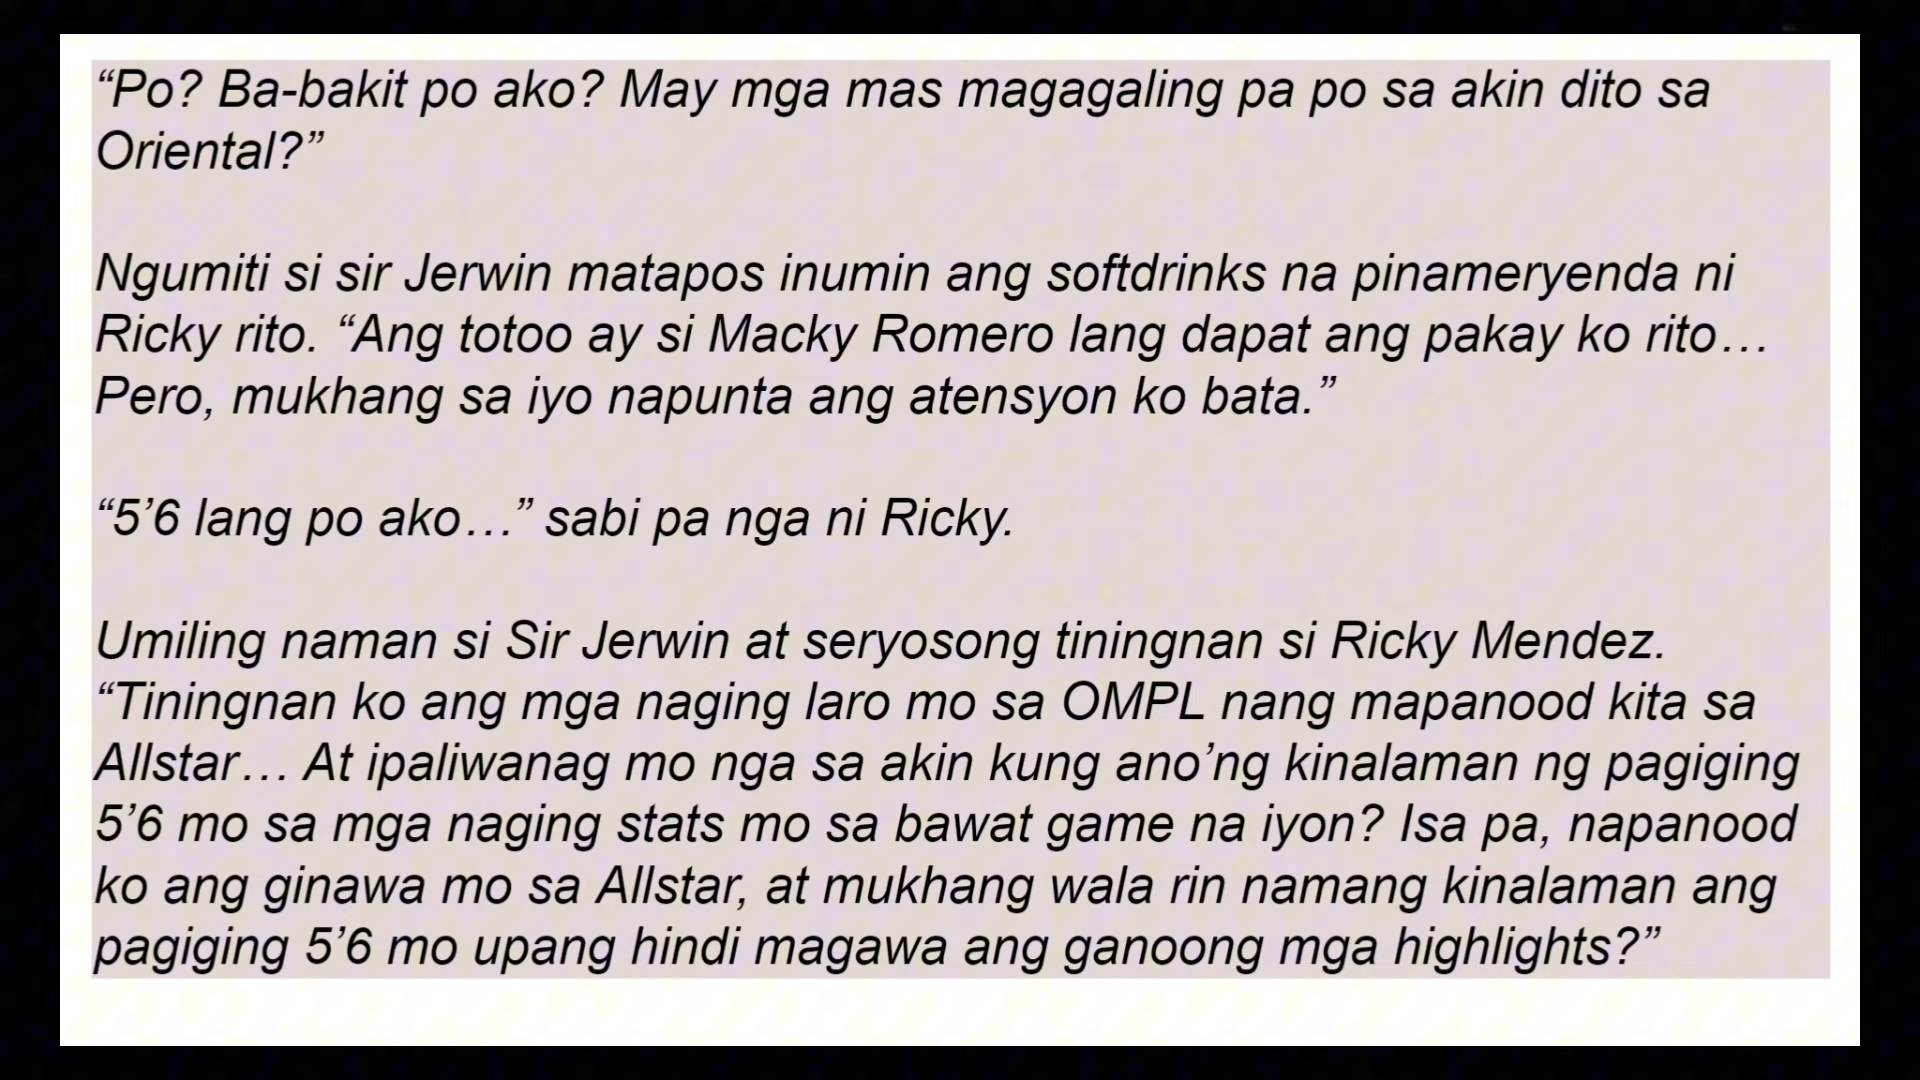 “Po? Ba-bakit po ako? May mga mas magagaling pa po sa akin dito sa
Oriental?”
Ngumiti si sir Jerwin matapos inumin ang softdrinks na pinameryenda ni
Ricky rito. “Ang totoo ay si Macky Romero lang dapat ang pakay ko rito…
Pero, mukhang sa iyo napunta ang atensyon ko bata.”
“5’6 lang po ako…” sabi pa nga ni Ricky.
Umiling naman si Sir Jerwin at seryosong tiningnan si Ricky Mendez.
“Tiningnan ko ang mga naging laro mo sa OMPL nang mapanood kita sa
Allstar… At ipaliwanag mo nga sa akin kung ano’ng kinalaman ng pagiging
5’6 mo sa mga naging stats mo sa bawat game na iyon? Isa pa, napanood
ko ang ginawa mo sa Allstar, at mukhang wala rin namang kinalaman ang
pagiging 5’6 mo upang hindi magawa ang ganoong mga highlights?”